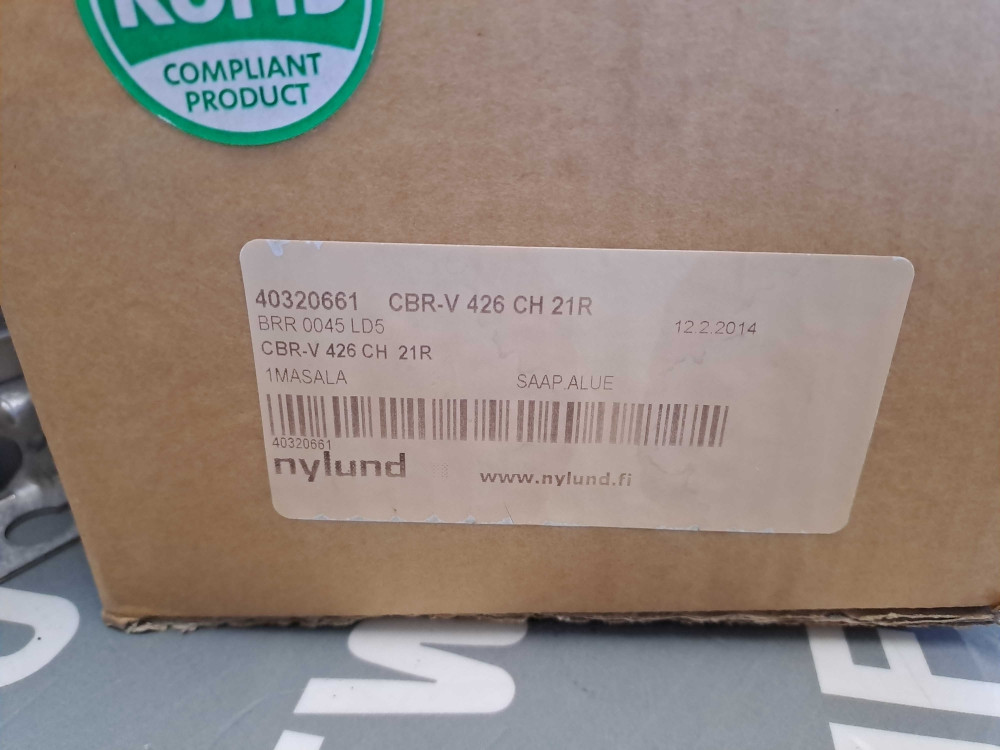 COMPLIANT
PRODUCT
40320661 CBR-V 426 CH 21R
BRR 0045 LD5 12.2.2014
CBR-V 426 CH 21R
1MASALA SAAP.ALUE
40320661
nylund www.nylund.fi